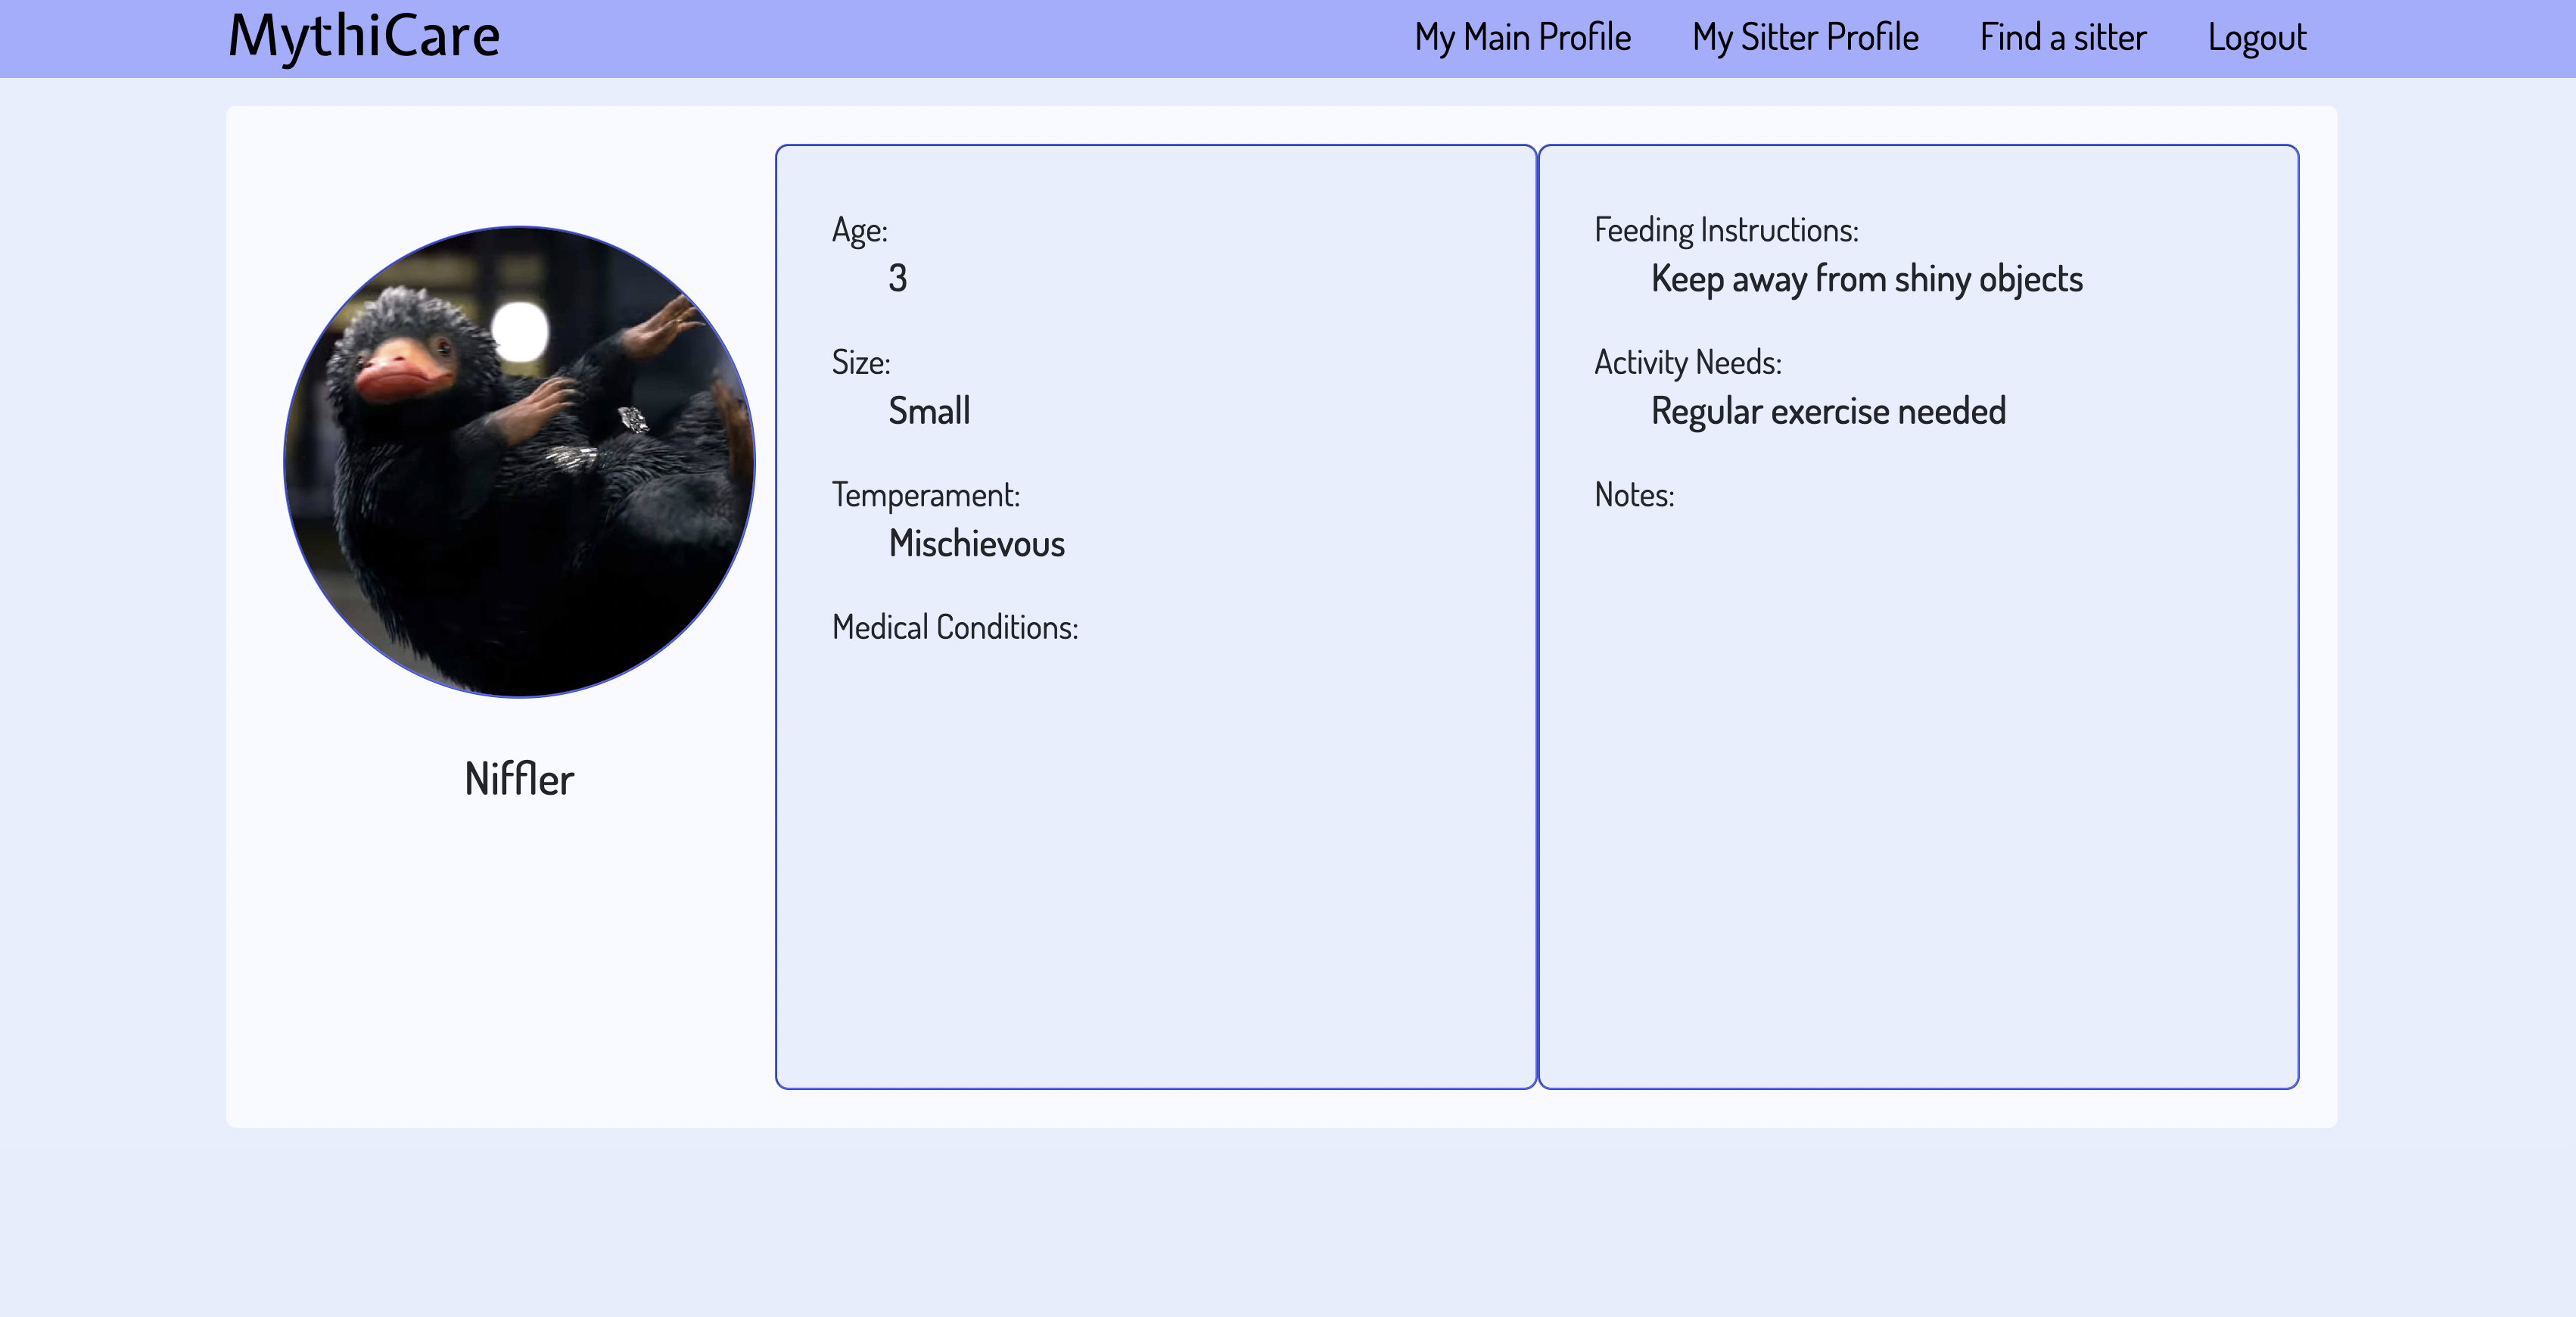 MythiCare
My Main Profile
My Sitter Profile
Find a sitter
Logout
Niffler
Age:
3
Size:
Small
Temperament:
Mischievous
Medical Conditions:
Feeding Instructions:
Keep away from shiny objects
Activity Needs:
Regular exercise needed
Notes: